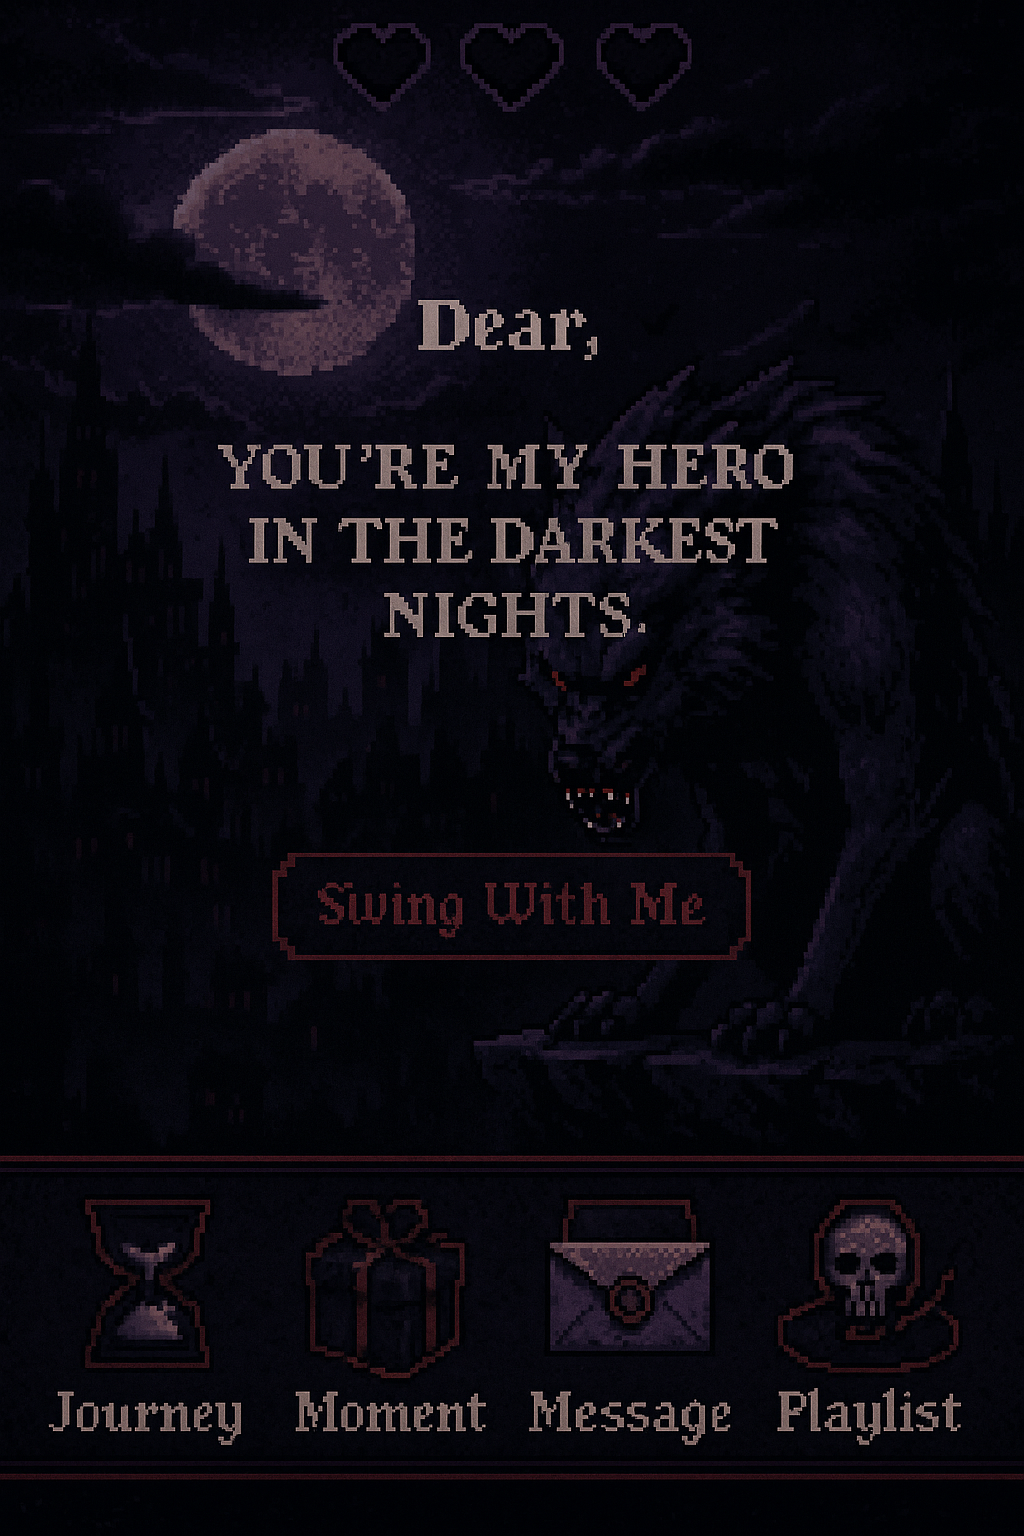 Dear,
YOU'RE MY HERO
IN THE DARKEST
NIGHTS.
Swing With Me
Journey
Moment
Message
Playlist